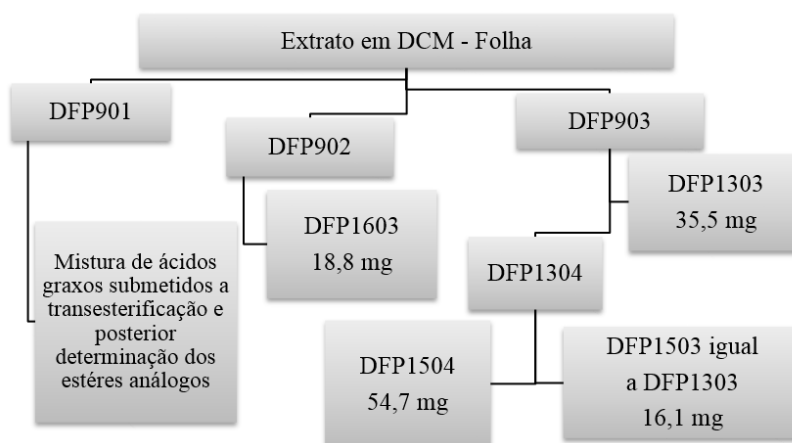 Extrato em DCM - Folha
DFP901
DFP902
DFP903
DFP1603
18,8 mg
DFP1303
35,5 mg
Mistura de ácidos
graxos submetidos a
transesterificação e
posterior
determinação dos
estéres análogos
DFP1304
DFP1504
54,7 mg
DFP1503 igual
a DFP1303
16,1 mg